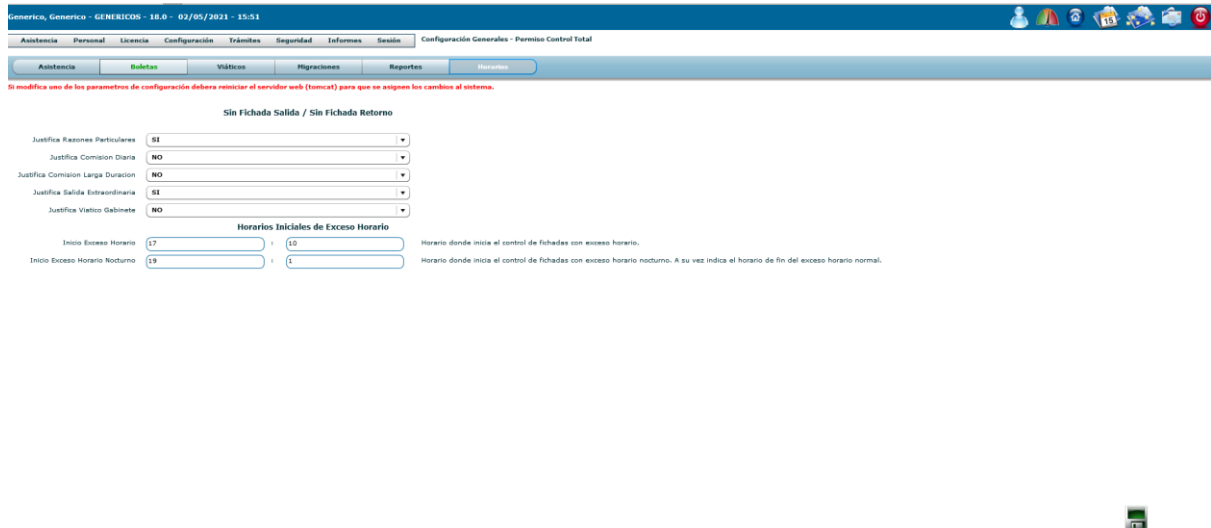 Generico, Generico - GENERICOS - 18.0 - 02/05/2021 - 15:51
15
Asistencia Personal Licencia Configuración Trámites Seguridad Informes Sesión Configuración Generales - Permiso Control Total
Asistencia Boletas Viáticos Migraciones Reportes Horarios
Si modifica uno de los parametros de configuración debera reiniciar el servidor web (tomcat) para que se asignen los cambios al sistema.
Sin Fichada Salida / Sin Fichada Retorno
Justifica Razones Particulares SI
Justifica Comision Diaria NO
Justifica Comision Larga Duracion NO
Justifica Salida Extraordinaria SI
Justifica Viatico Gabinete NO
Horarios Iniciales de Exceso Horario
Inicio Exceso Horario 17 : 10 Horario donde inicia el control de fichadas con exceso horario.
Inicio Exceso Horario Nocturno 19 : 1 Horario donde inicia el control de fichadas con exceso horario nocturno. A su vez indica el horario de fin del exceso horario normal.